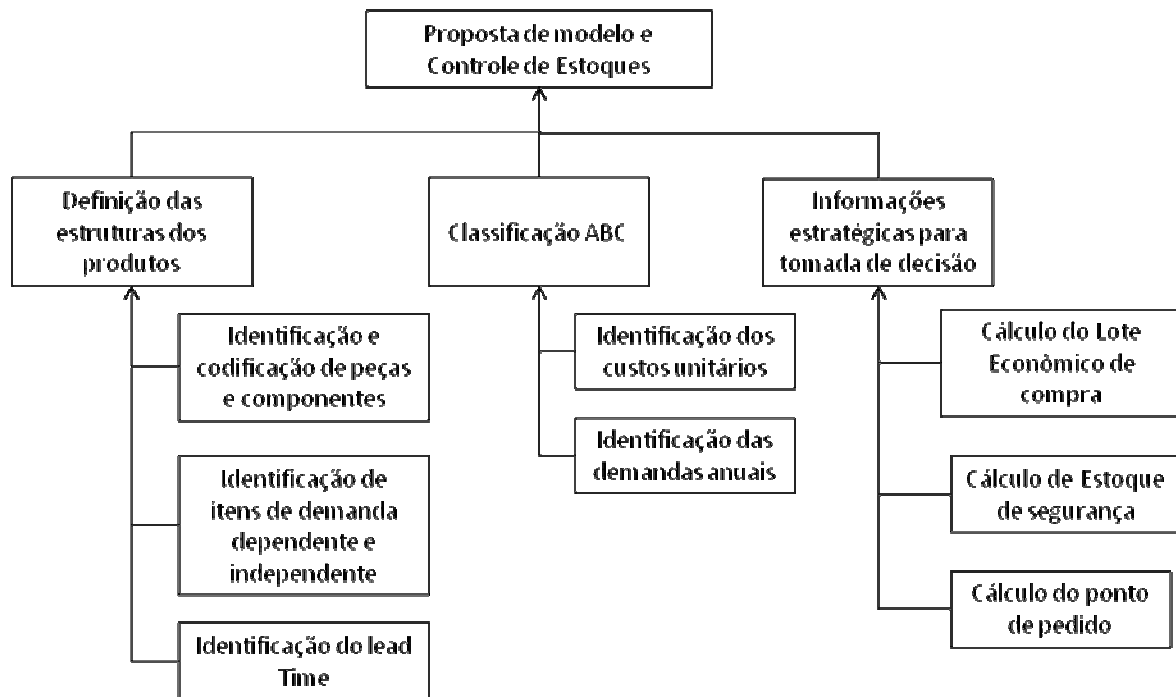 Proposta de modelo e
Controle de Estoques
Definição das
estruturas dos
produtos
Classificação ABC
Informações
estratégicas para
tomada de decisão
Identificação e
codificação de peças
e componentes
Identificação de
itens de demanda
dependente e
independente
Identificação do lead
Time
Identificação dos
custos unitários
Identificação das
demandas anuais
Cálculo do Lote
Econômico de
compra
Cálculo de Estoque
de segurança
Cálculo do ponto
de pedido